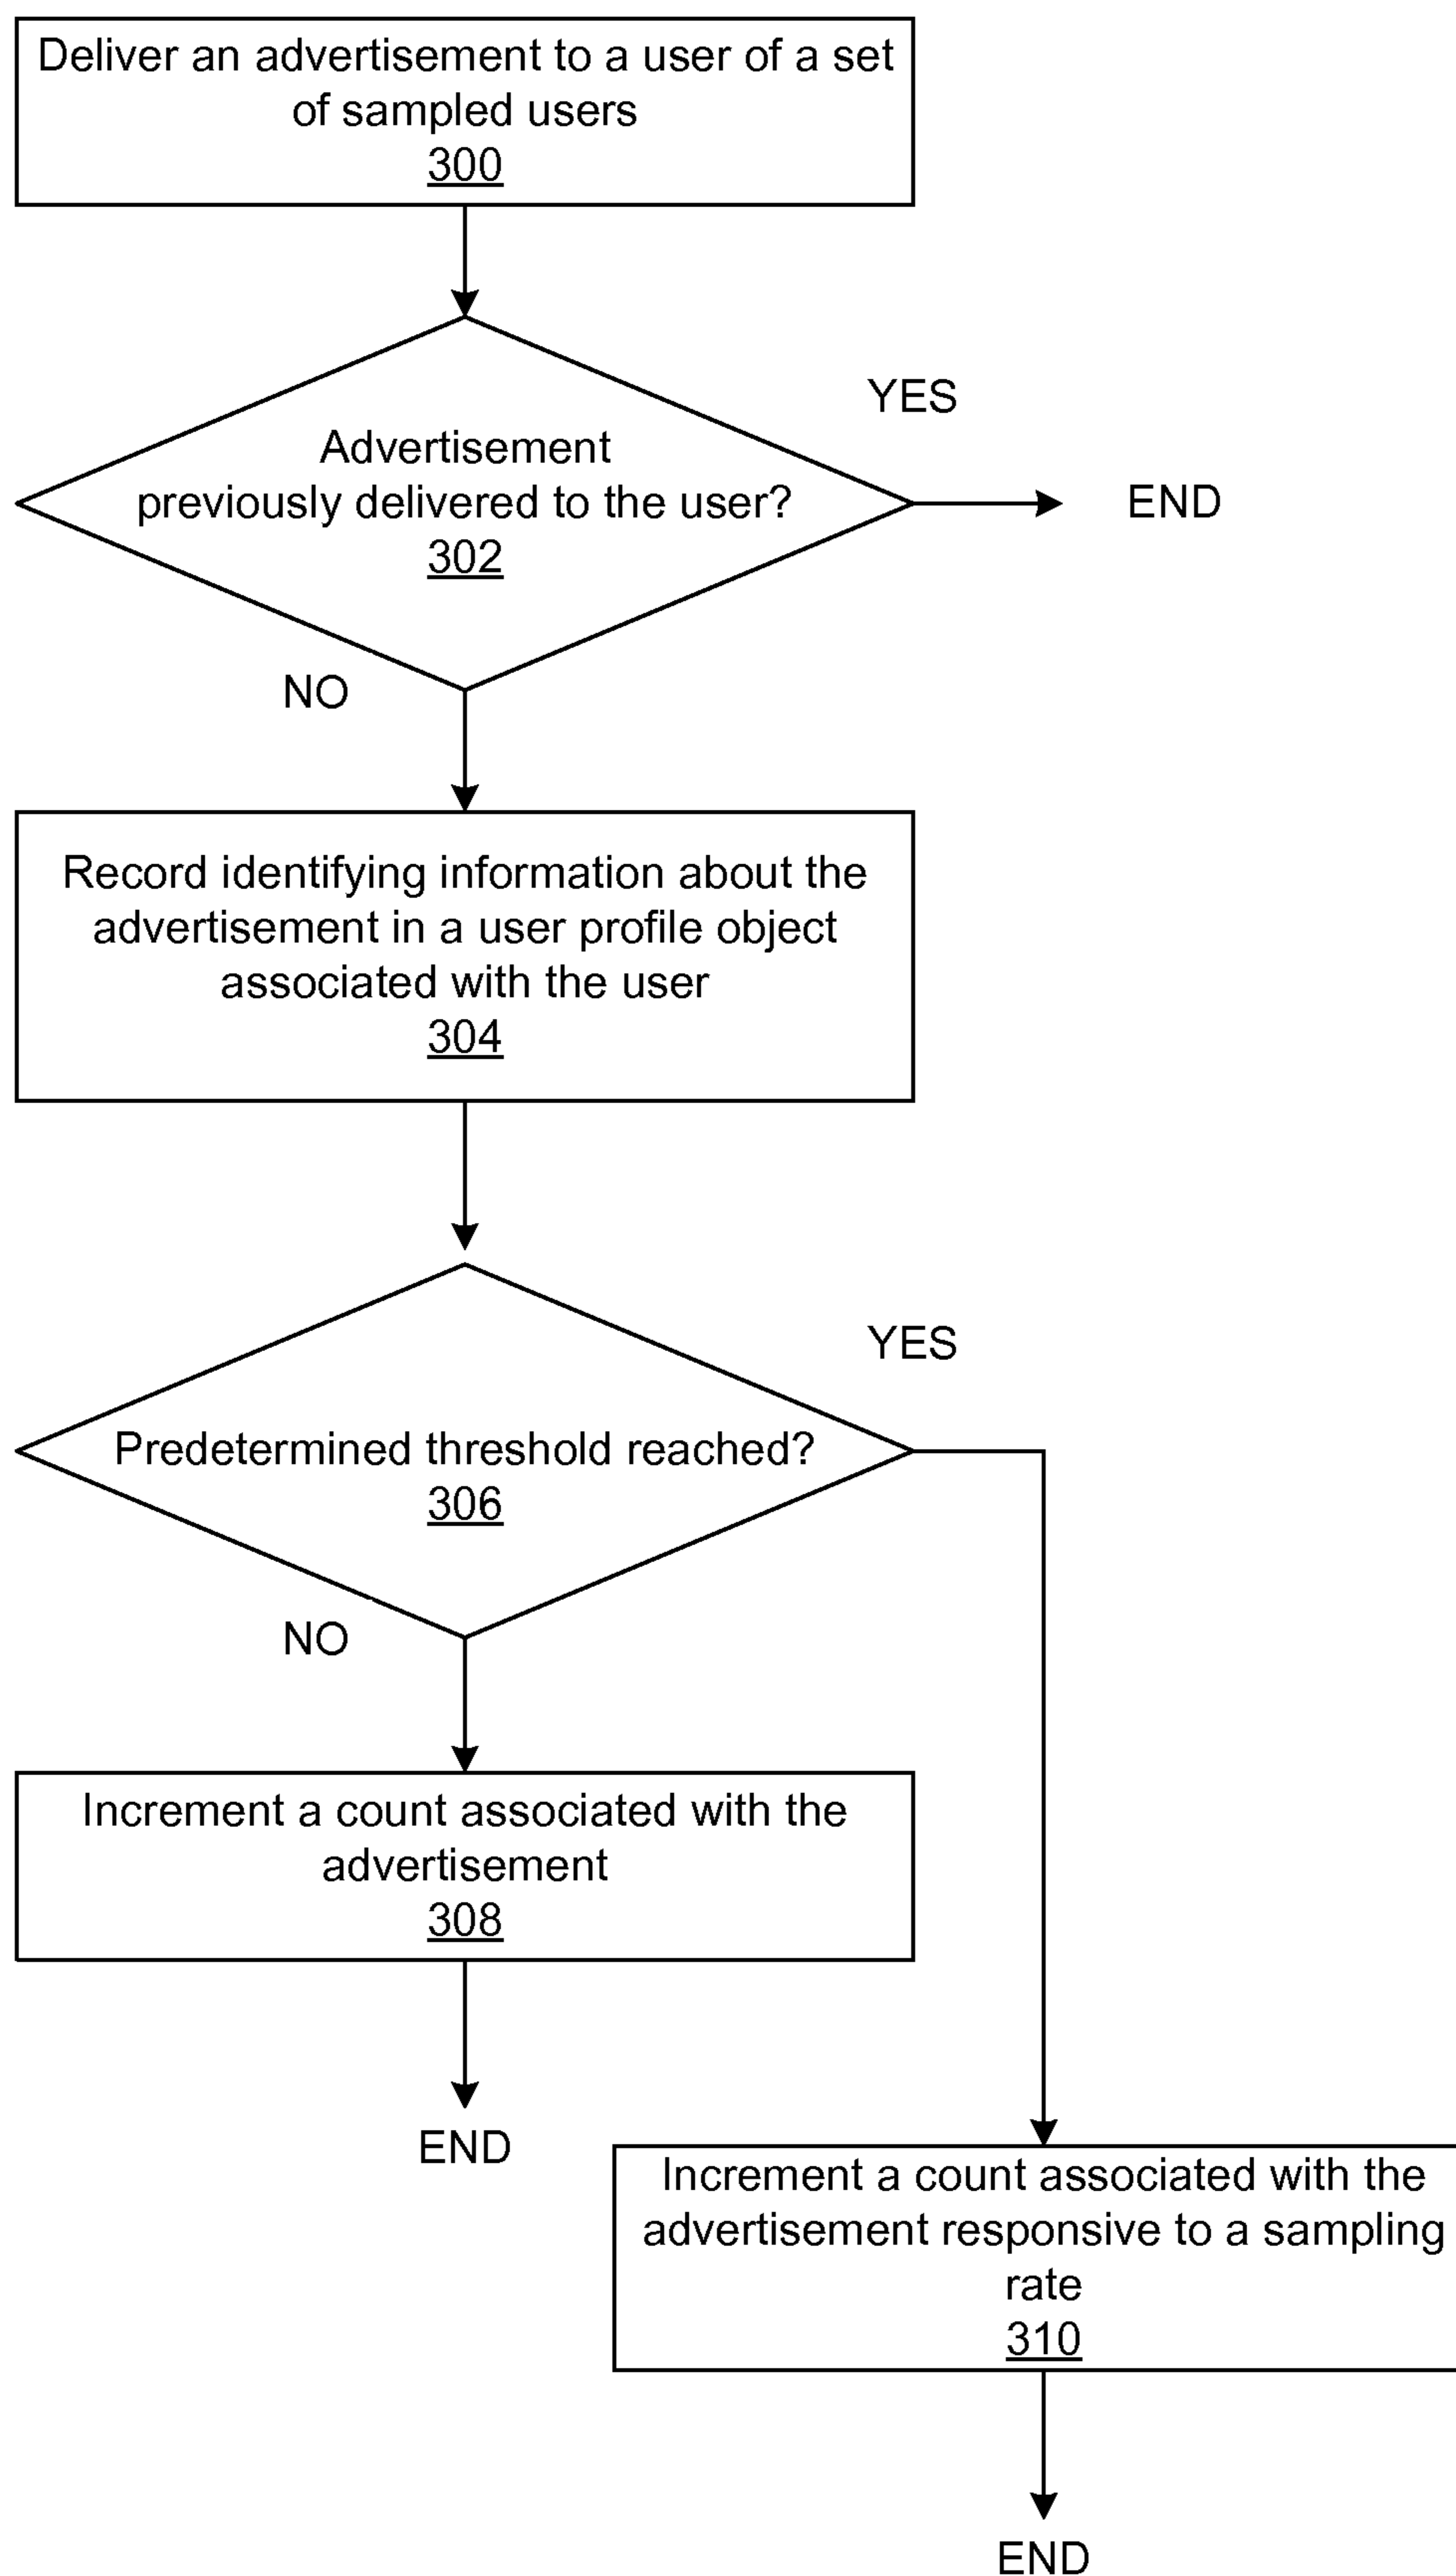 Deliver an advertisement to a user of a set
of sampled users
300
YES
Advertisement
previously delivered to the user?
302
END
NO
Record identifying information about the
advertisement in a user profile object
associated with the user
304
YES
Predetermined threshold reached?
306
NO
Increment a count associated with the
advertisement
308
END
Increment a count associated with the
advertisement responsive to a sampling
rate
310
END